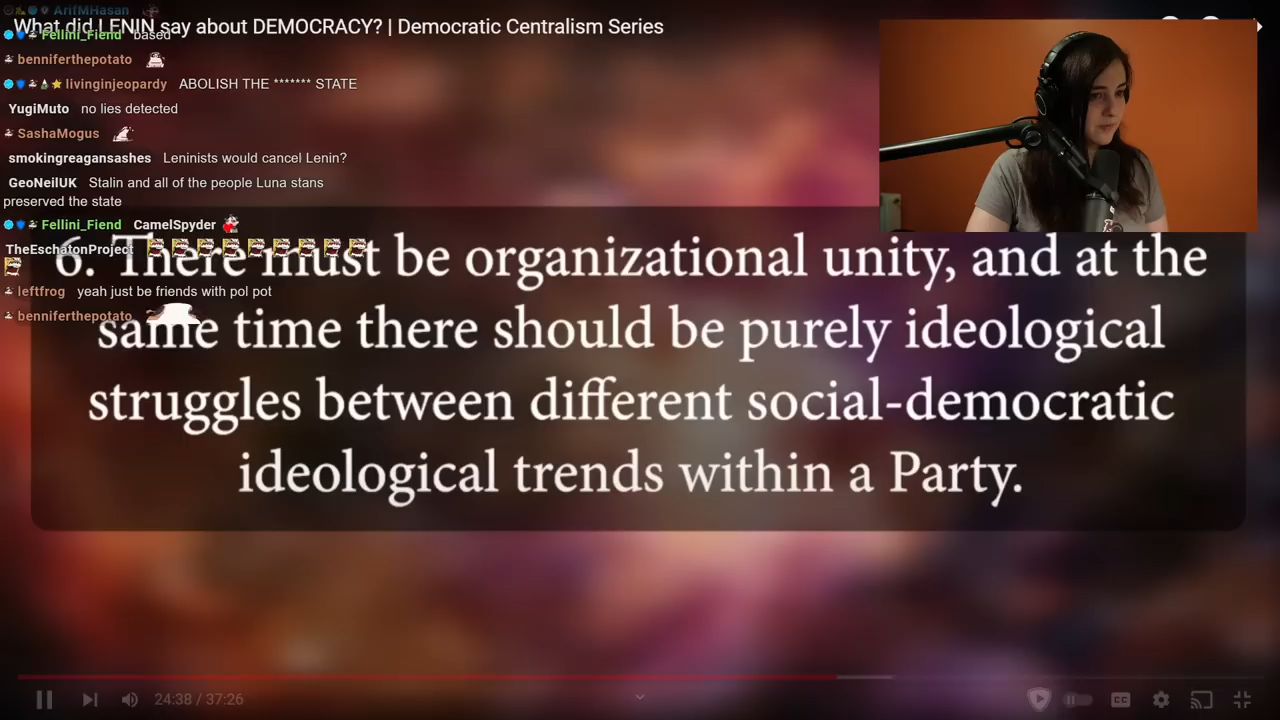 ArifMHasan
What did LENIN say about DEMOCRACY? | Democratic Centralism Series
Fellini_Fiend based
benniferthepotato
livinginjeopardy ABOLISH THE ******* STATE
YugiMuto no lies detected
SashaMogus
smokingreagansashes Leninists would cancel Lenin?
GeoNeilUK Stalin and all of the people Luna stans
preserved the state
Fellini_Fiend CamelSpyder
TheEschatonProject
leftfrog yeah just be friends with pol pot
benniferthepotato
6. There must be organizational unity, and at the
same time there should be purely ideological
struggles between different social-democratic
ideological trends within a Party.
24:38 / 37:26
CC